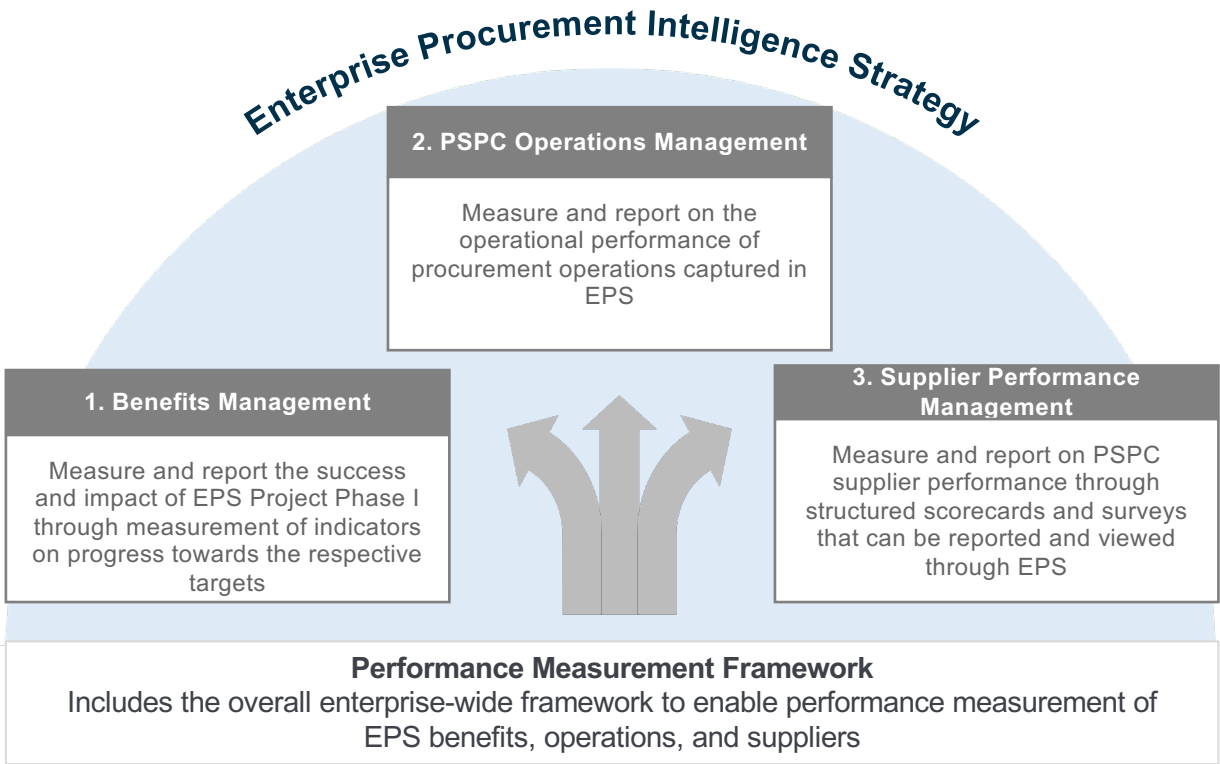 Enterprise Procurement Intelligence Strategy
2. PSPC Operations Management
Measure and report on the
operational performance of
procurement operations captured in
EPS
1. Benefits Management
Measure and report the success
and impact of EPS Project Phase I
through measurement of indicators
on progress towards the respective
targets
3. Supplier Performance
Management
Measure and report on PSPC
supplier performance through
structured scorecards and surveys
that can be reported and viewed
through EPS
Performance Measurement Framework
Includes the overall enterprise-wide framework to enable performance measurement of
EPS benefits, operations, and suppliers